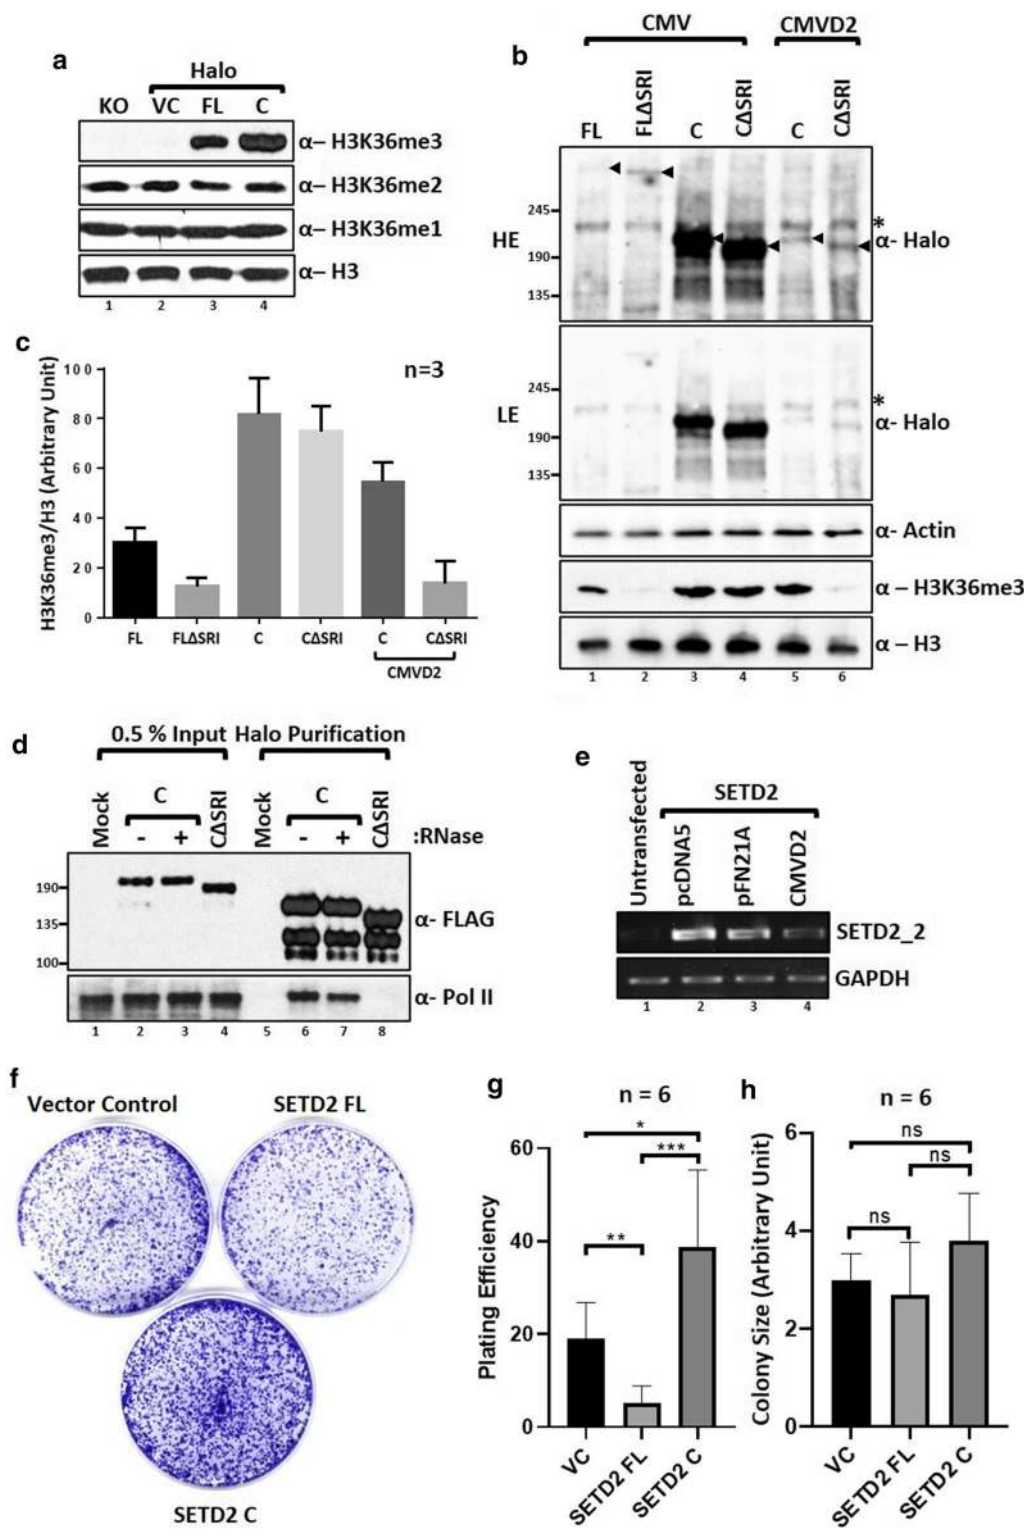 a
Halo
KO VC FL C
α– H3K36me3
α– H3K36me2
α– H3K36me1
α– H3
1 2 3 4
b
CMV CMVD2
FL FLΔSRI C CΔSRI C CΔSRI
HE
245
190
135
*
α- Halo
LE
245
190
135
*
α- Halo
α- Actin
α – H3K36me3
α – H3
1 2 3 4 5 6
c
n=3
H3K36me3/H3 (Arbitrary Unit)
100
80
60
40
20
0
FL FLΔSRI C CΔSRI C CΔSRI
CMVD2
d
0.5 % Input Halo Purification
Mock C CΔSRI Mock C CΔSRI
- + - + :RNase
190
135
100
α- FLAG
α- Pol II
1 2 3 4 5 6 7 8
e
SETD2
Untransfected pcDNA5 pFN21A CMVD2
SETD2_2
GAPDH
1 2 3 4
f
Vector Control SETD2 FL
SETD2 C
g
n = 6
Plating Efficiency
60
40
20
0
*
***
**
VC SETD2 FL SETD2 C
h
n = 6
Colony Size (Arbitrary Unit)
6
4
2
0
ns
ns
ns
VC SETD2 FL SETD2 C